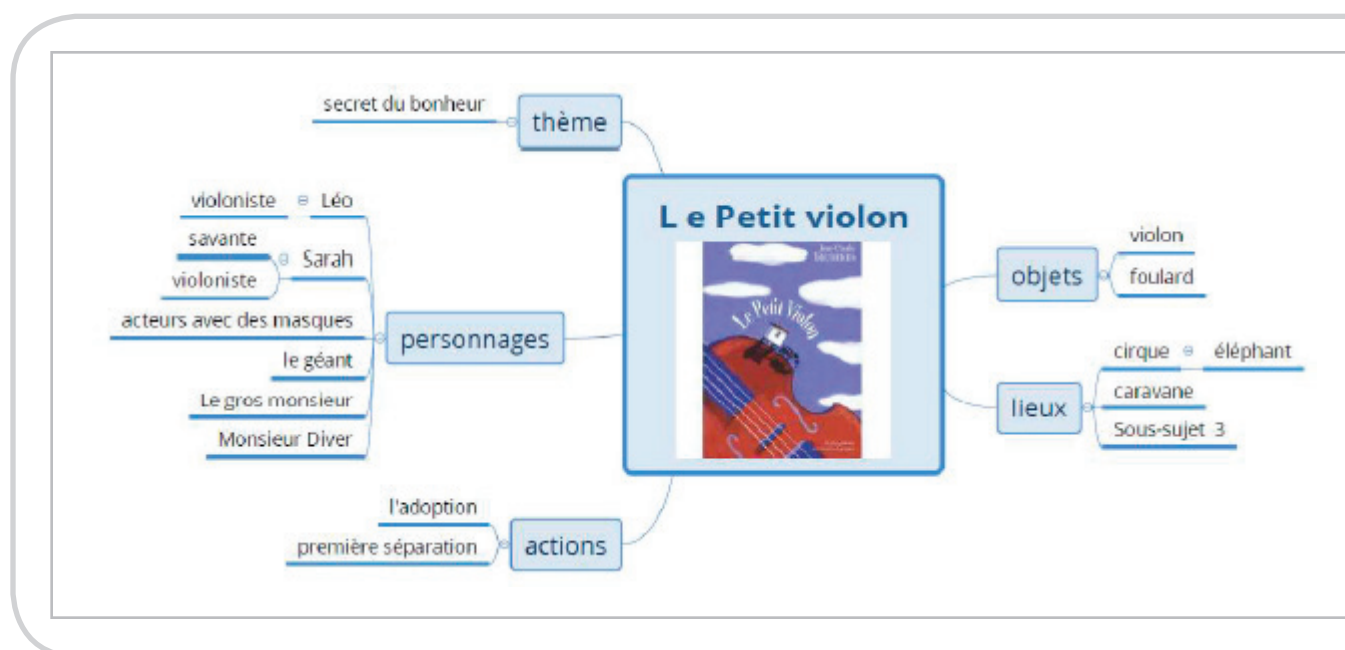 secret du bonheur
thème
violoniste
Léo
savante
violoniste
Sarah
acteurs avec des masques
le géant
Le gros monsieur
Monsieur Diver
personnages
l'adoption
première séparation
actions
L e Petit violon
Le Petit Violon
objets
violon
foulard
lieux
cirque
éléphant
caravane
Sous-sujet 3